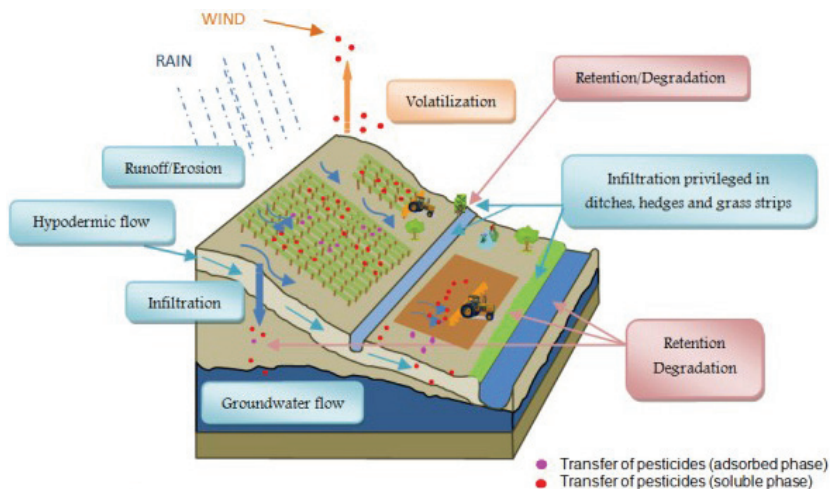 WIND
RAIN
Retention/Degradation
Volatilization
Runoff/Erosion
Infiltration privileged in
ditches, hedges and grass strips
Hypodermic flow
Infiltration
Retention
Degradation
Groundwater flow
Transfer of pesticides (adsorbed phase)
Transfer of pesticides (soluble phase)